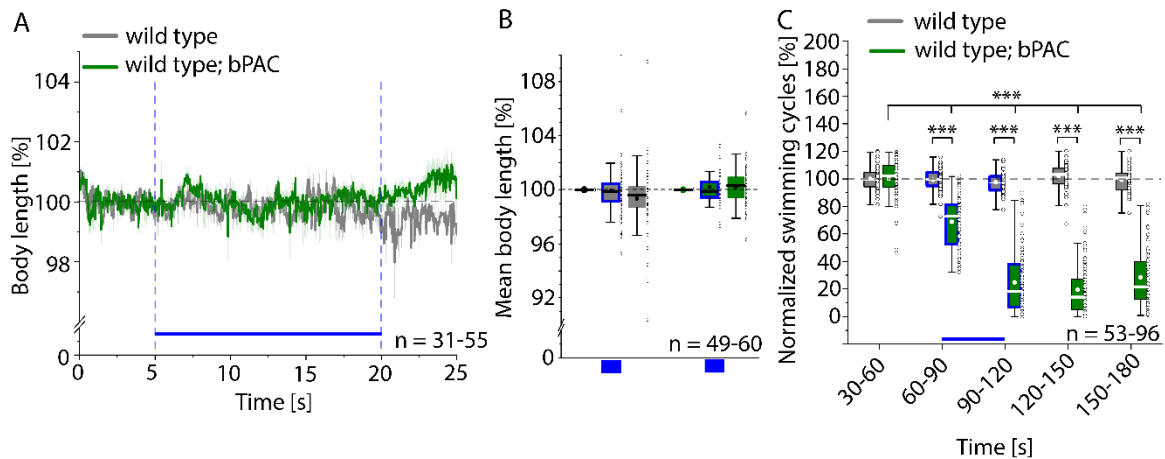 A
wild type
wild type; bPAC
Body length [%]
104
102
100
98
0
0
5
10
15
20
25
n = 31-55
Time [s]
B
Mean body length [%]
108
104
100
96
92
0
n = 49-60
C
wild type
wild type; bPAC
Normalized swimming cycles [%]
200
180
160
140
120
100
80
60
40
20
0
***
*** *** *** ***
n = 53-96
30-60
60-90
90-120
120-150
150-180
Time [s]